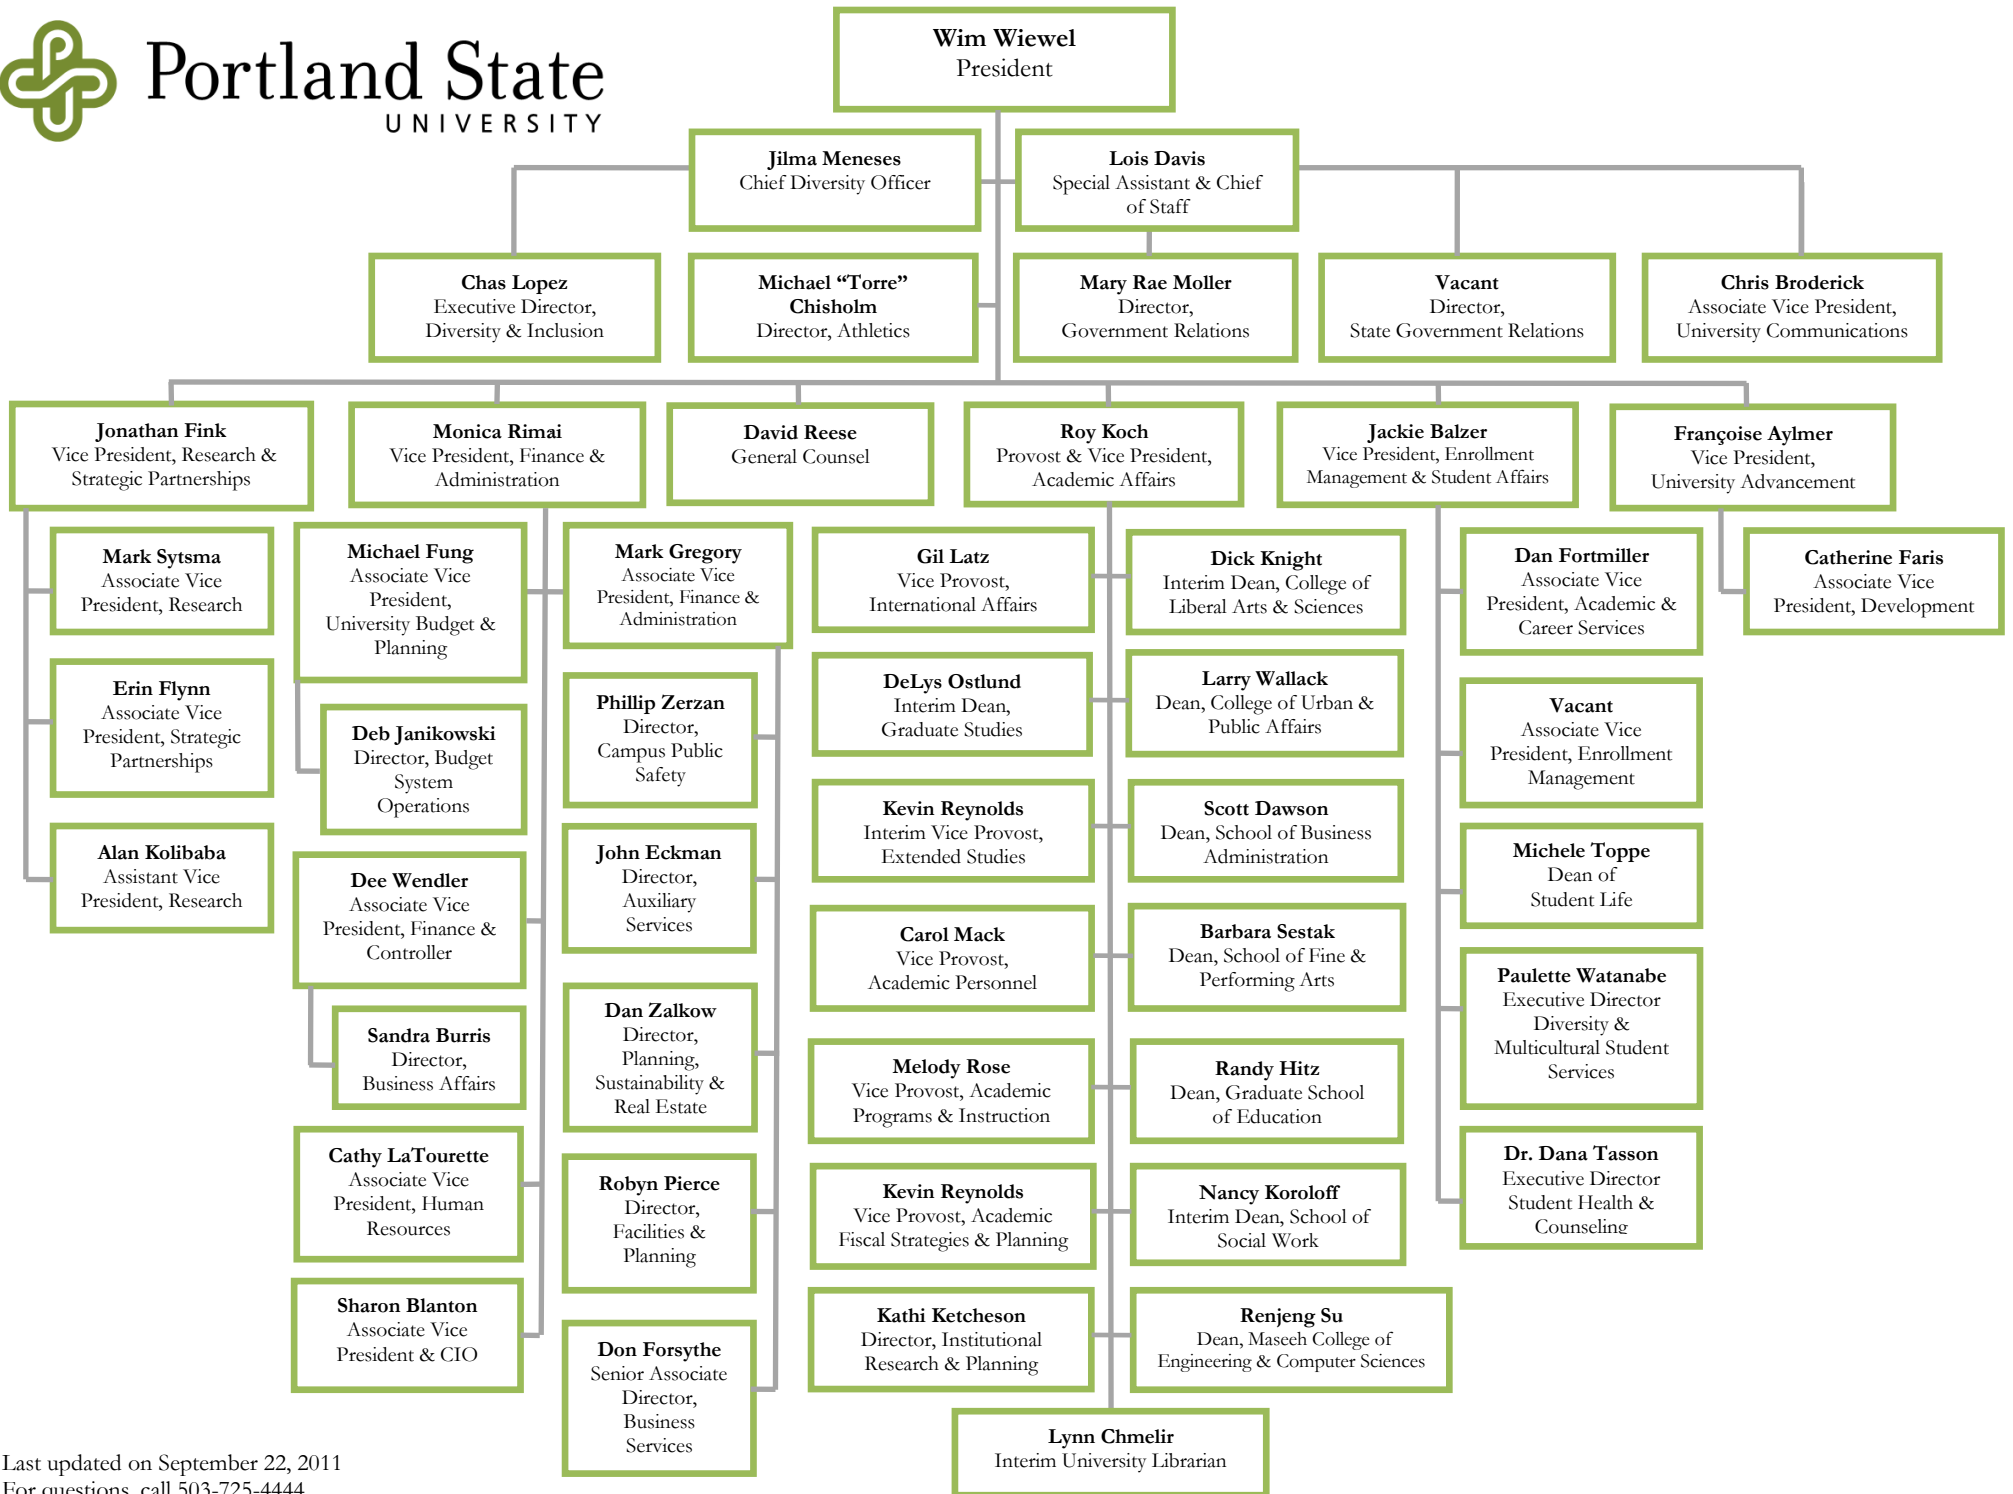 Portland State
UNIVERSITY
Wim Wiewel
President
Jilma Meneses
Chief Diversity Officer
Lois Davis
Special Assistant & Chief
of Staff
Chas Lopez
Executive Director,
Diversity & Inclusion
Michael “Torre”
Chisholm
Director, Athletics
Mary Rae Moller
Director,
Government Relations
Vacant
Director,
State Government Relations
Chris Broderick
Associate Vice President,
University Communications
Jonathan Fink
Vice President, Research &
Strategic Partnerships
Monica Rimai
Vice President, Finance &
Administration
David Reese
General Counsel
Roy Koch
Provost & Vice President,
Academic Affairs
Jackie Balzer
Vice President, Enrollment
Management & Student Affairs
Françoise Aylmer
Vice President,
University Advancement
Mark Sytsma
Associate Vice
President, Research
Erin Flynn
Associate Vice
President, Strategic
Partnerships
Alan Kolibaba
Assistant Vice
President, Research
Michael Fung
Associate Vice
President,
University Budget &
Planning
Deb Janikowski
Director, Budget
System
Operations
Dee Wendler
Associate Vice
President, Finance &
Controller
Sandra Burris
Director,
Business Affairs
Cathy LaTourette
Associate Vice
President, Human
Resources
Sharon Blanton
Associate Vice
President & CIO
Mark Gregory
Associate Vice
President, Finance &
Administration
Phillip Zerzan
Director,
Campus Public
Safety
John Eckman
Director,
Auxiliary
Services
Dan Zalkow
Director,
Planning,
Sustainability &
Real Estate
Robyn Pierce
Director,
Facilities &
Planning
Don Forsythe
Senior Associate
Director,
Business
Services
Gil Latz
Vice Provost,
International Affairs
DeLys Ostlund
Interim Dean,
Graduate Studies
Kevin Reynolds
Interim Vice Provost,
Extended Studies
Carol Mack
Vice Provost,
Academic Personnel
Melody Rose
Vice Provost, Academic
Programs & Instruction
Kevin Reynolds
Vice Provost, Academic
Fiscal Strategies & Planning
Kathi Ketcheson
Director, Institutional
Research & Planning
Dick Knight
Interim Dean, College of
Liberal Arts & Sciences
Larry Wallack
Dean, College of Urban &
Public Affairs
Scott Dawson
Dean, School of Business
Administration
Barbara Sestak
Dean, School of Fine &
Performing Arts
Randy Hitz
Dean, Graduate School
of Education
Nancy Koroloff
Interim Dean, School of
Social Work
Renjeng Su
Dean, Maseeh College of
Engineering & Computer Sciences
Lynn Chmelir
Interim University Librarian
Dan Fortmiller
Associate Vice
President, Academic &
Career Services
Vacant
Associate Vice
President, Enrollment
Management
Michele Toppe
Dean of
Student Life
Paulette Watanabe
Executive Director
Diversity &
Multicultural Student
Services
Dr. Dana Tasson
Executive Director
Student Health &
Counseling
Catherine Faris
Associate Vice
President, Development
Last updated on September 22, 2011
For questions, call 503-725-4444